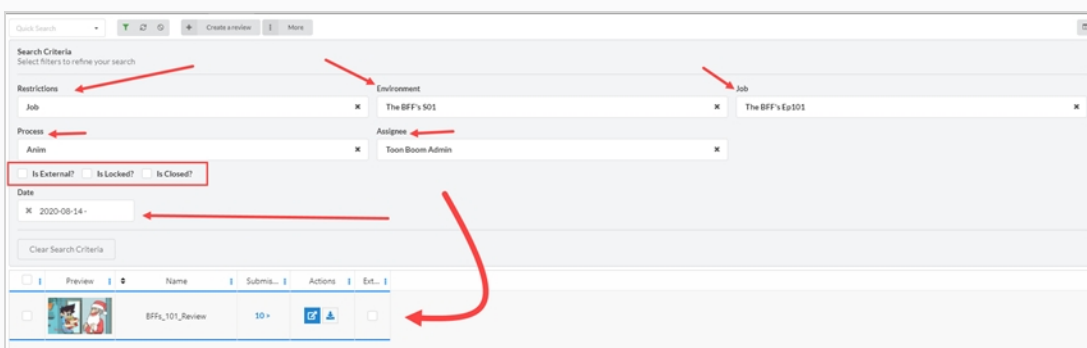 Quick Search
Create a review
More
Search Criteria
Select filters to refine your search
Restrictions Environment Job
Job The BFF's S01 The BFF's Ep101
Process Assignee
Anim Toon Boom Admin
Is External? Is Locked? Is Closed?
Date
2020-08-14 -
Clear Search Criteria
Preview Name Submis... Actions Ext...
BFFs_101_Review 10 >